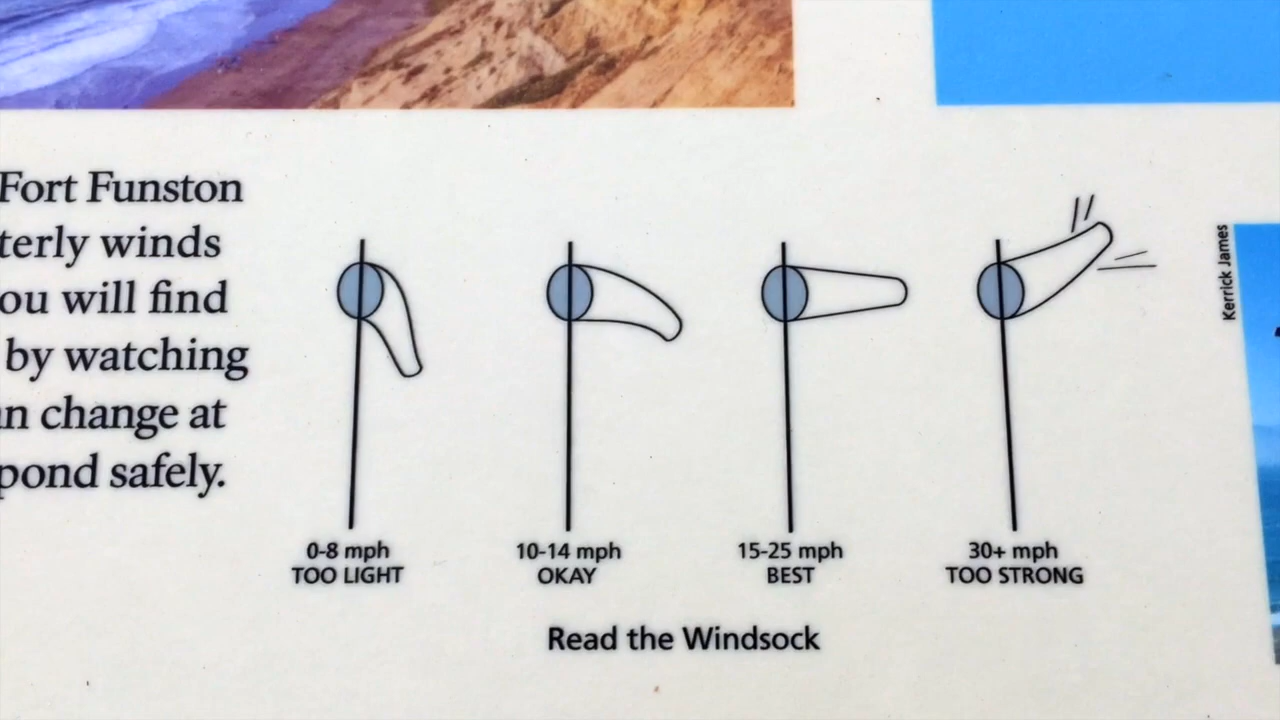 Fort Funston
terly winds
ou will find
by watching
n change at
pond safely.
0-8 mph
TOO LIGHT
10-14 mph
OKAY
15-25 mph
BEST
30+ mph
TOO STRONG
Read the Windsock
Kerrick James